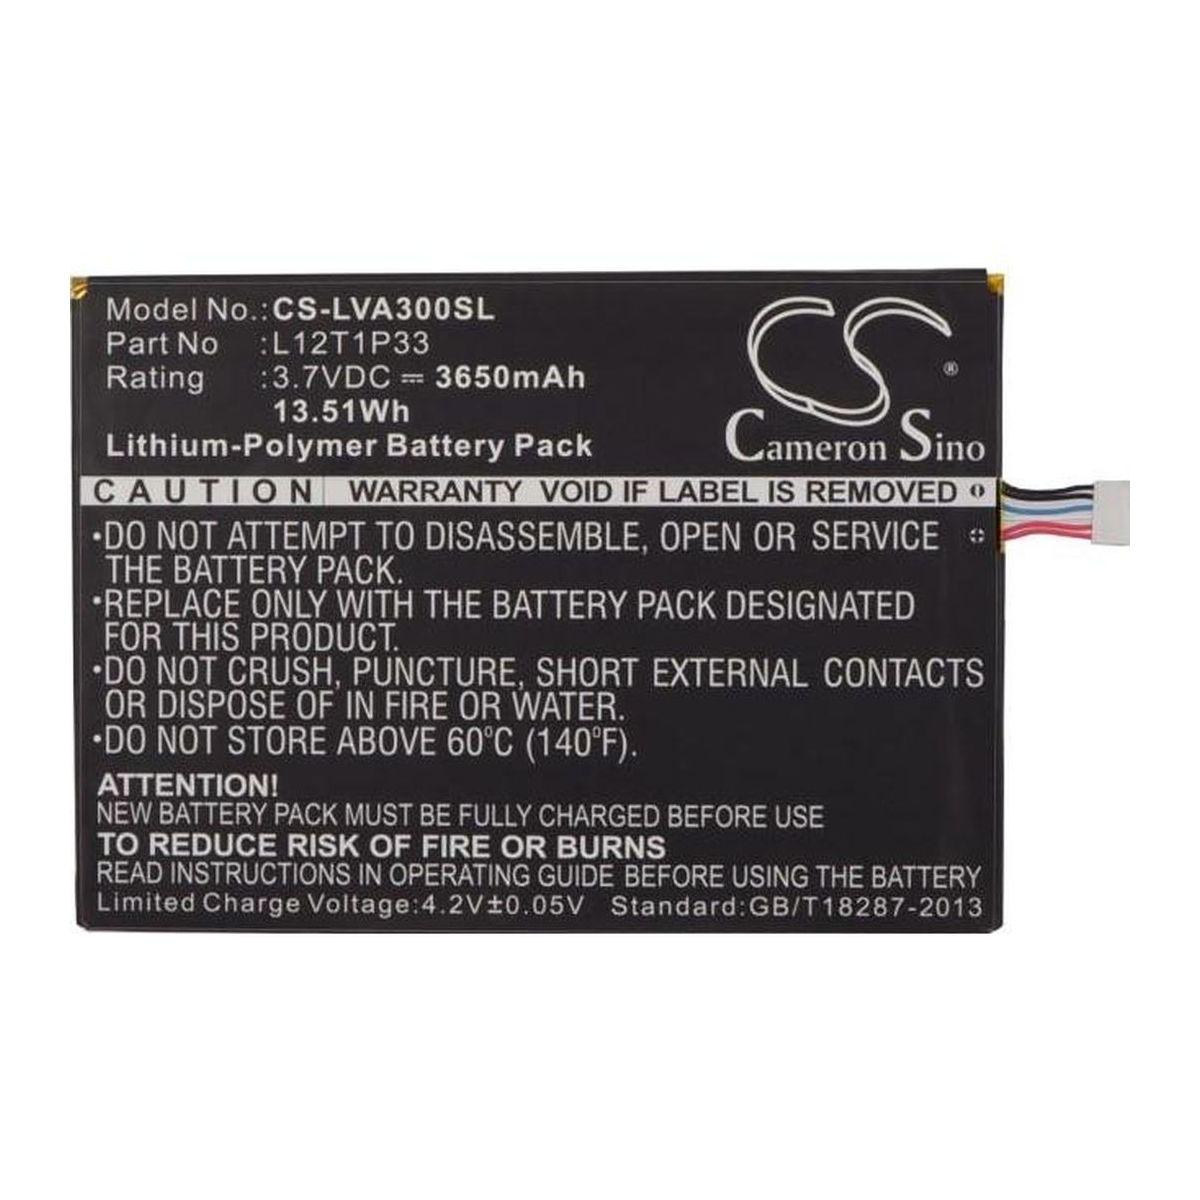 Model No.: CS-LVA300SL
Part No :L12T1P33
Rating :3.7VDC ⎓ 3650mAh
13.51Wh
Lithium-Polymer Battery Pack
CS ®
Cameron Sino
CAUTION WARRANTY VOID IF LABEL IS REMOVED
•DO NOT ATTEMPT TO DISASSEMBLE, OPEN OR SERVICE
THE BATTERY PACK.
•REPLACE ONLY WITH THE BATTERY PACK DESIGNATED
FOR THIS PRODUCT.
•DO NOT CRUSH, PUNCTURE, SHORT EXTERNAL CONTACTS
OR DISPOSE OF IN FIRE OR WATER.
•DO NOT STORE ABOVE 60°C (140°F).
ATTENTION!
NEW BATTERY PACK MUST BE FULLY CHARGED BEFORE USE
TO REDUCE RISK OF FIRE OR BURNS
READ INSTRUCTIONS IN OPERATING GUIDE BEFORE USING THE BATTERY
Limited Charge Voltage:4.2V±0.05V Standard:GB/T18287-2013